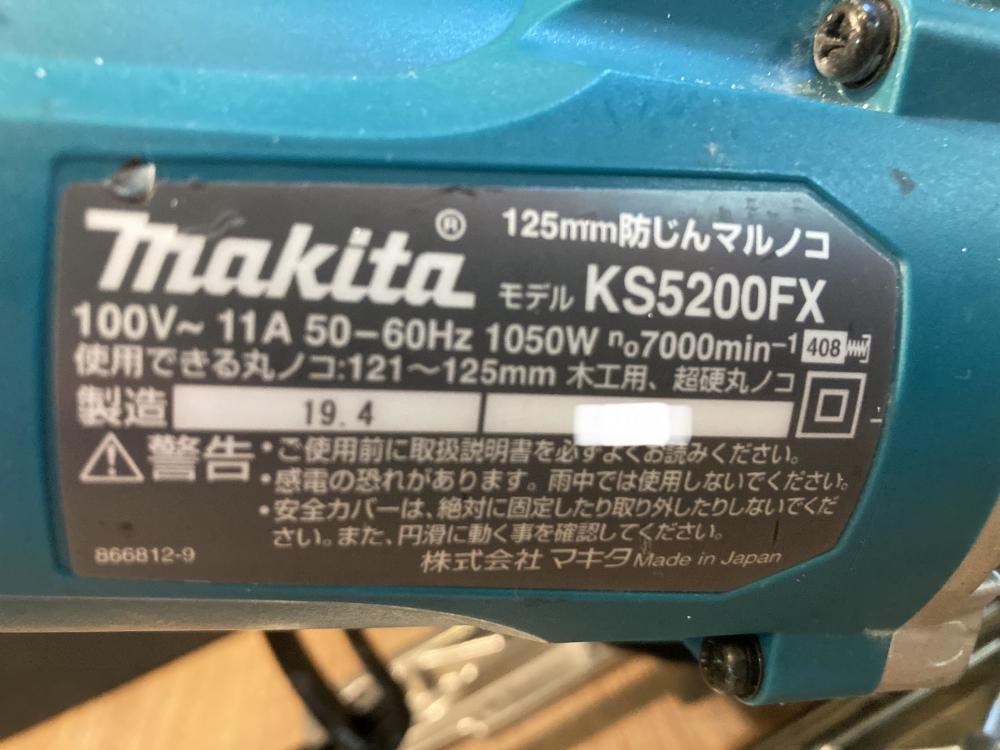 makita®
125mm防じんマルノコ
モデル KS5200FX
100V~ 11A 50-60Hz 1050W n₀7000min⁻¹ 408
使用できる丸ノコ:121~125mm 木工用、超硬丸ノコ
製造 19.4
⚠警告
・ご使用前に取扱説明書を必ずよくお読みください。
・感電の恐れがあります。雨中では使用しないでください。
・安全カバーは、絶対に固定したり取り外したりしないでくだ
さい。また、円滑に動く事を確認してください。
866812-9
株式会社 マキタ Made in Japan